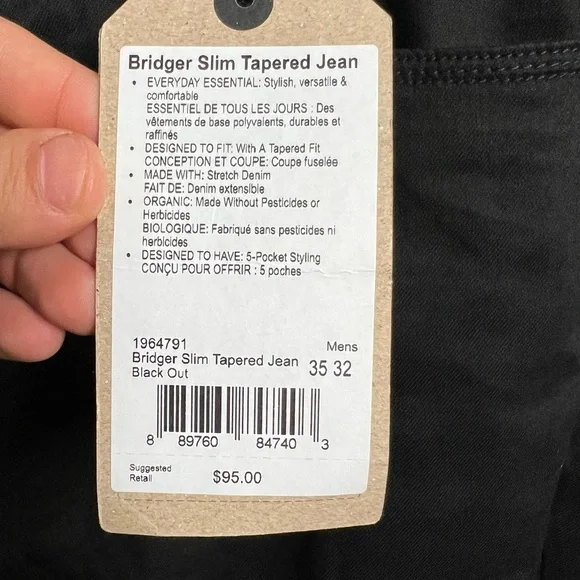 Bridger Slim Tapered Jean
• EVERYDAY ESSENTIAL: Stylish, versatile &
comfortable
ESSENTIEL DE TOUS LES JOURS : Des
vêtements de base polyvalents, durables et
raffinés
• DESIGNED TO FIT: With A Tapered Fit
CONCEPTION ET COUPE: Coupe fuselée
• MADE WITH: Stretch Denim
FAIT DE: Denim extensible
• ORGANIC: Made Without Pesticides or
Herbicides
BIOLOGIQUE: Fabriqué sans pesticides ni
herbicides
• DESIGNED TO HAVE: 5-Pocket Styling
CONÇU POUR OFFRIR : 5 poches
1964791 Mens
Bridger Slim Tapered Jean 35 32
Black Out
8 89760 84740 3
Suggested
Retail $95.00